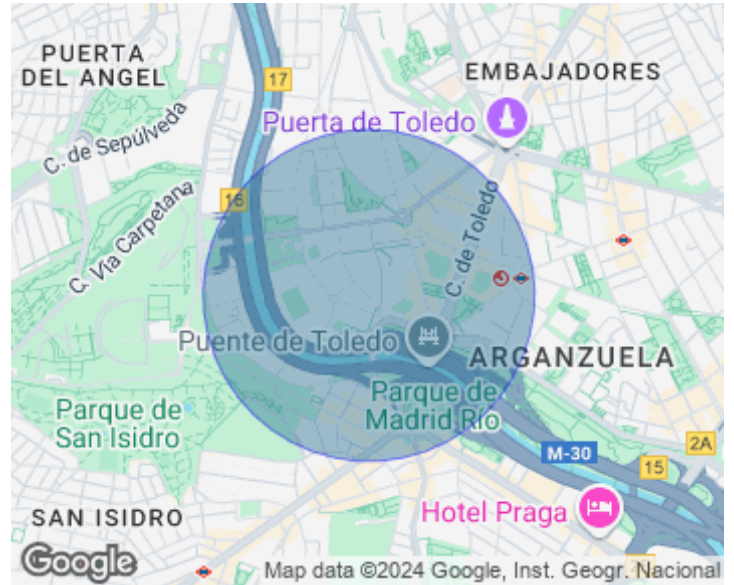 PUERTA
DEL ANGEL
17
EMBAJADORES
Puerta de Toledo
C. de Sepúlveda
16
C. Vía Carpetana
C. de Toledo
Puente de Toledo
ARGANZUELA
Parque de
Madrid Río
Parque de
San Isidro
2A
M-30
15
SAN ISIDRO
Hotel Praga
Google
Map data ©2024 Google, Inst. Geogr. Nacional